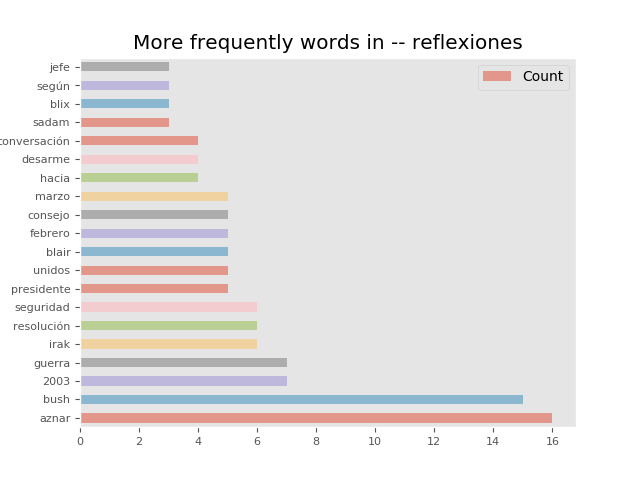 More frequently words in -- reflexiones
Count
jefe
según
blix
sadam
conversación
desarme
hacia
marzo
consejo
febrero
blair
unidos
presidente
seguridad
resolución
irak
guerra
2003
bush
aznar
0 2 4 6 8 10 12 14 16